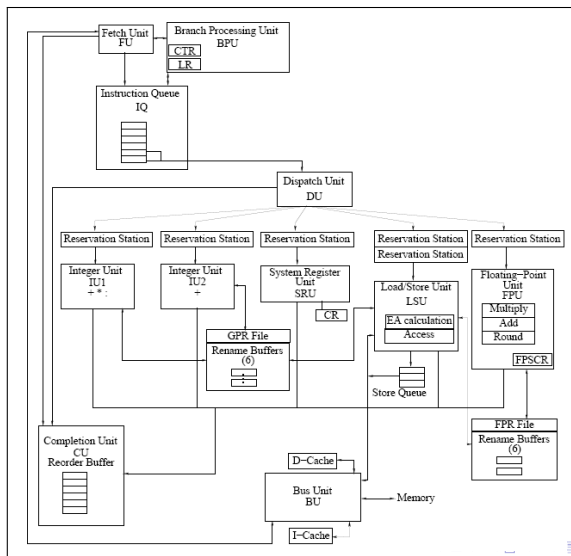 Fetch Unit
FU
Branch Processing Unit
BPU
CTR
LR
Instruction Queue
IQ
Dispatch Unit
DU
Reservation Station
Reservation Station
Reservation Station
Reservation Station
Reservation Station
Reservation Station
Integer Unit
IU1
+ * :
Integer Unit
IU2
+
System Register
Unit
SRU
CR
Load/Store Unit
LSU
EA calculation
Access
Floating-Point
Unit
FPU
Multiply
Add
Round
FPSCR
GPR File
Rename Buffers
(6)
Store Queue
FPR File
Rename Buffers
(6)
Completion Unit
CU
Reorder Buffer
D-Cache
Bus Unit
BU
Memory
I-Cache